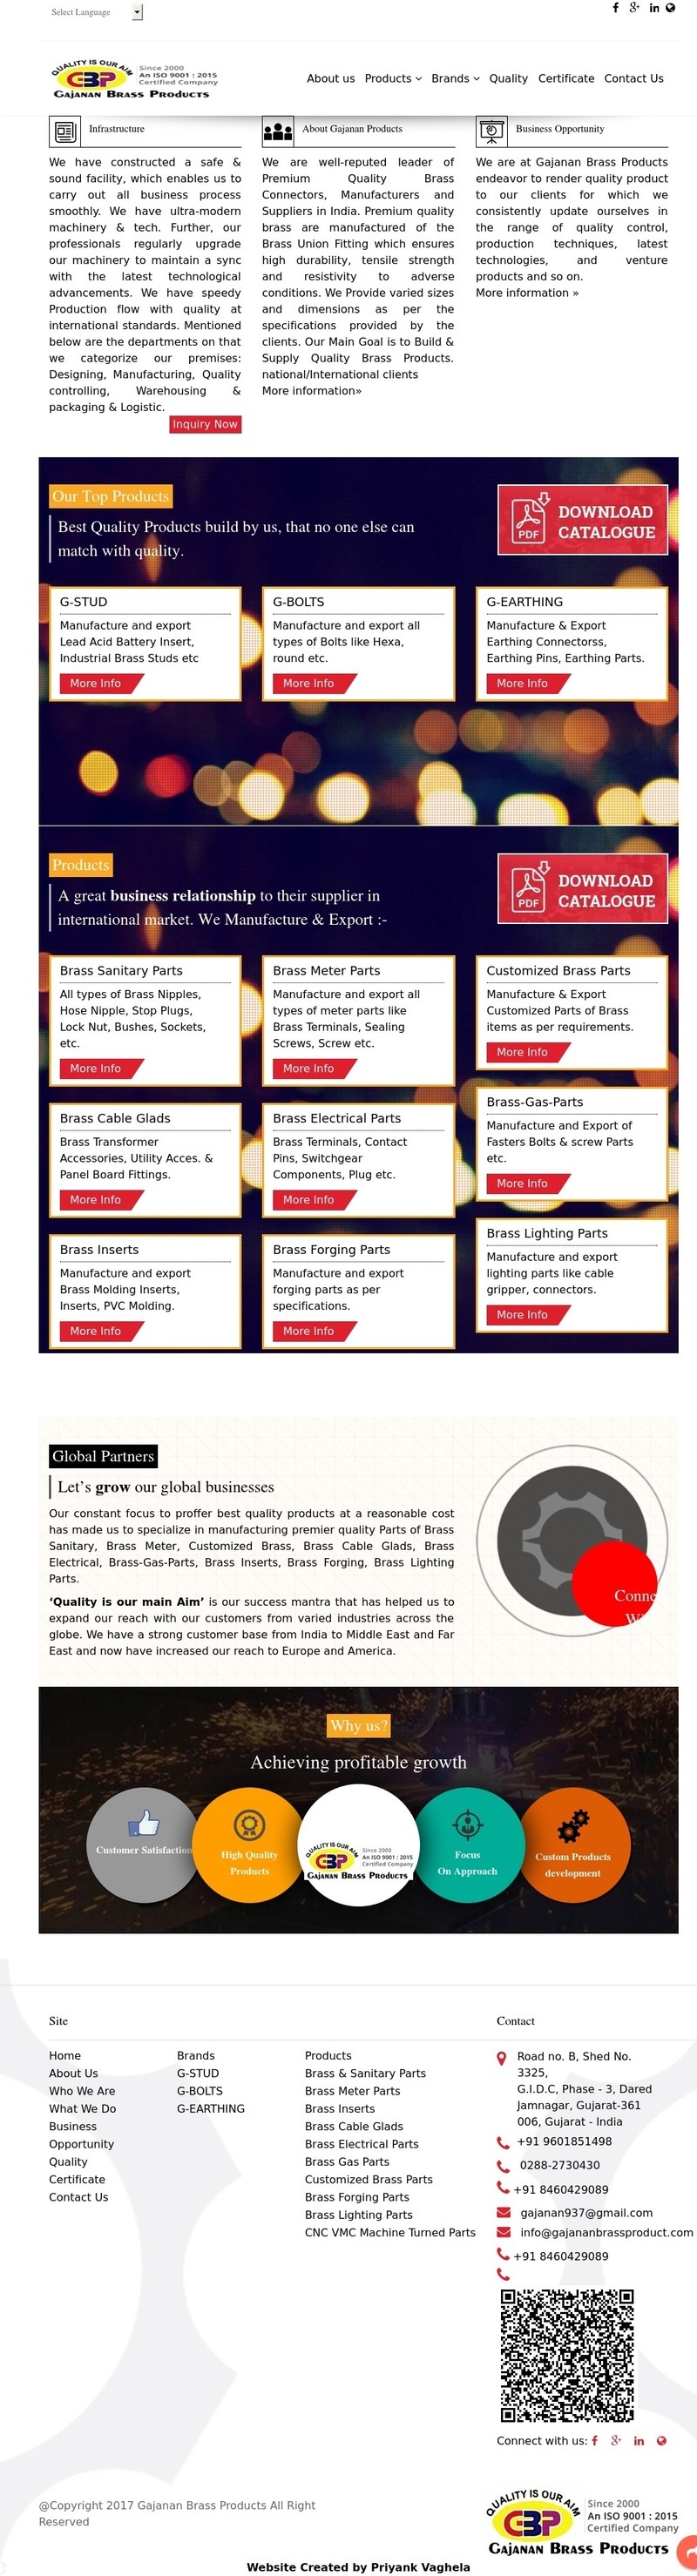 Select Language
QUALITY IS OUR AIM
GBP
Since 2000
An ISO 9001 : 2015
Certified Company
Gajanan Brass Products
About us Products Brands Quality Certificate Contact Us
Infrastructure
We have constructed a safe &
sound facility, which enables us to
carry out all business process
smoothly. We have ultra-modern
machinery & tech. Further, our
professionals regularly upgrade
our machinery to maintain a sync
with the latest technological
advancements. We have speedy
Production flow with quality at
international standards. Mentioned
below are the departments on that
we categorize our premises:
Designing, Manufacturing, Quality
controlling, Warehousing &
packaging & Logistic.
Inquiry Now
About Gajanan Products
We are well-reputed leader of
Premium Quality Brass
Connectors, Manufacturers and
Suppliers in India. Premium quality
brass are manufactured of the
Brass Union Fitting which ensures
high durability, tensile strength
and resistivity to adverse
conditions. We Provide varied sizes
and dimensions as per the
specifications provided by the
clients. Our Main Goal is to Build &
Supply Quality Brass Products.
national/International clients
More information»
Business Opportunity
We are at Gajanan Brass Products
endeavor to render quality product
to our clients for which we
consistently update ourselves in
the range of quality control,
production techniques, latest
technologies, and venture
products and so on.
More information »
Our Top Products
Best Quality Products build by us, that no one else can
match with quality.
PDF
DOWNLOAD
CATALOGUE
G-STUD
Manufacture and export
Lead Acid Battery Insert,
Industrial Brass Studs etc
More Info
G-BOLTS
Manufacture and export all
types of Bolts like Hexa,
round etc.
More Info
G-EARTHING
Manufacture & Export
Earthing Connectorss,
Earthing Pins, Earthing Parts.
More Info
Products
A great business relationship to their supplier in
international market. We Manufacture & Export :-
PDF
DOWNLOAD
CATALOGUE
Brass Sanitary Parts
All types of Brass Nipples,
Hose Nipple, Stop Plugs,
Lock Nut, Bushes, Sockets,
etc.
More Info
Brass Meter Parts
Manufacture and export all
types of meter parts like
Brass Terminals, Sealing
Screws, Screw etc.
More Info
Customized Brass Parts
Manufacture & Export
Customized Parts of Brass
items as per requirements.
More Info
Brass Cable Glads
Brass Transformer
Accessories, Utility Acces. &
Panel Board Fittings.
More Info
Brass Electrical Parts
Brass Terminals, Contact
Pins, Switchgear
Components, Plug etc.
More Info
Brass-Gas-Parts
Manufacture and Export of
Fasters Bolts & screw Parts
etc.
More Info
Brass Inserts
Manufacture and export
Brass Molding Inserts,
Inserts, PVC Molding.
More Info
Brass Forging Parts
Manufacture and export
forging parts as per
specifications.
More Info
Brass Lighting Parts
Manufacture and export
lighting parts like cable
gripper, connectors.
More Info
Global Partners
Let's grow our global businesses
Our constant focus to proffer best quality products at a reasonable cost
has made us to specialize in manufacturing premier quality Parts of Brass
Sanitary, Brass Meter, Customized Brass, Brass Cable Glads, Brass
Electrical, Brass-Gas-Parts, Brass Inserts, Brass Forging, Brass Lighting
Parts.
‘Quality is our main Aim’ is our success mantra that has helped us to
expand our reach with our customers from varied industries across the
globe. We have a strong customer base from India to Middle East and Far
East and now have increased our reach to Europe and America.
Conne
Wi
Why us?
Achieving profitable growth
Customer Satisfaction
High Quality
Products
QUALITY IS OUR AIM
GBP
Since 2000
An ISO 9001 : 2015
Certified Company
Gajanan Brass Products
Focus
On Approach
Custom Products
development
Site
Home
About Us
Who We Are
What We Do
Business
Opportunity
Quality
Certificate
Contact Us
Brands
G-STUD
G-BOLTS
G-EARTHING
Products
Brass & Sanitary Parts
Brass Meter Parts
Brass Inserts
Brass Cable Glads
Brass Electrical Parts
Brass Gas Parts
Customized Brass Parts
Brass Forging Parts
Brass Lighting Parts
CNC VMC Machine Turned Parts
Contact
Road no. B, Shed No.
3325,
G.I.D.C, Phase - 3, Dared
Jamnagar, Gujarat-361
006, Gujarat - India
+91 9601851498
0288-2730430
+91 8460429089
gajanan937@gmail.com
info@gajananbrassproduct.com
+91 8460429089
Connect with us:
@Copyright 2017 Gajanan Brass Products All Right
Reserved
QUALITY IS OUR AIM
GBP
Since 2000
An ISO 9001 : 2015
Certified Company
Gajanan Brass Products
Website Created by Priyank Vaghela